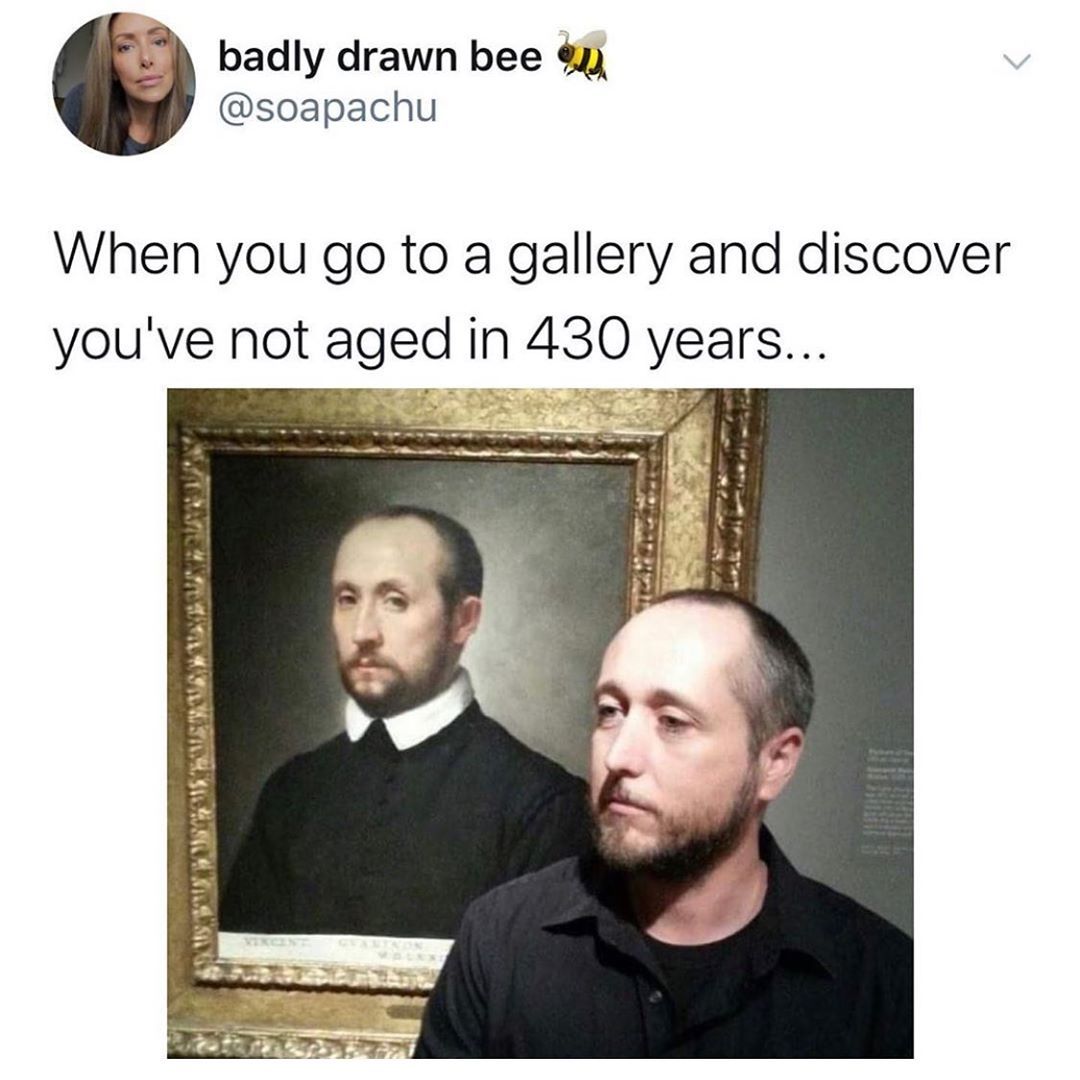 badly drawn bee 🐝
@soapachu
When you go to a gallery and discover
you've not aged in 430 years...
VINCENT